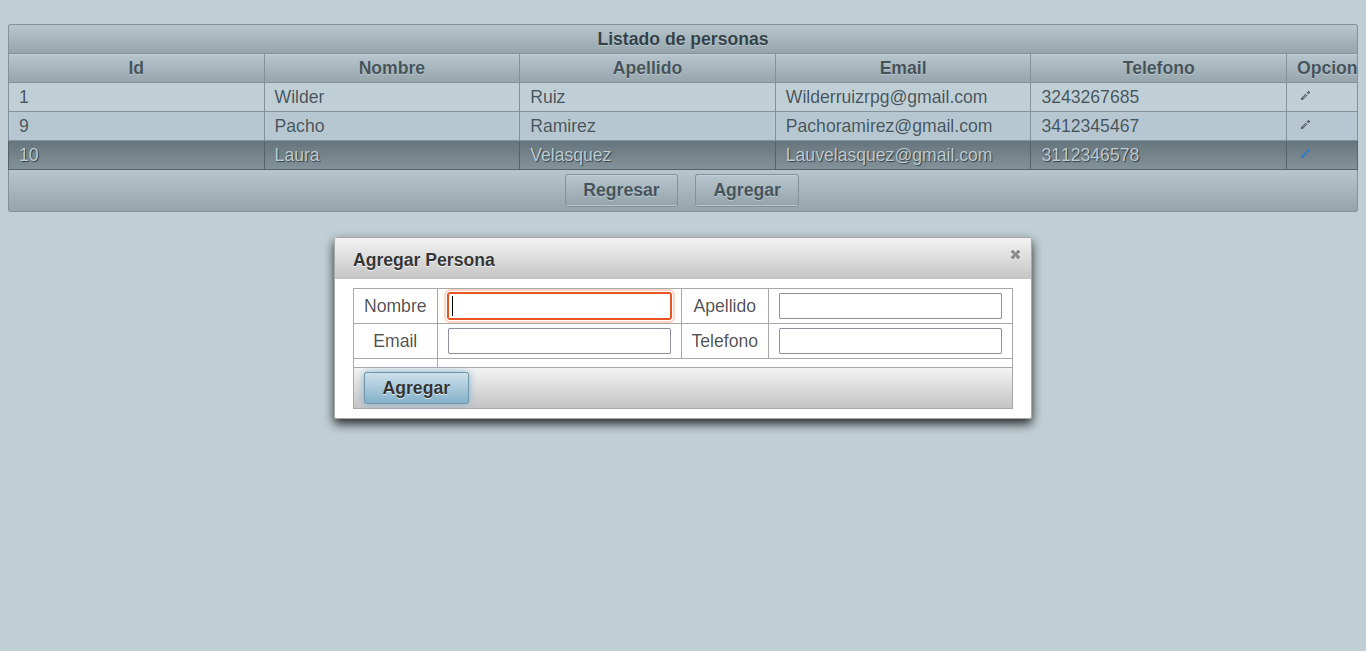 Listado de personas
Id Nombre Apellido Email Telefono Opcion
1 Wilder Ruiz Wilderruizrpg@gmail.com 3243267685
9 Pacho Ramirez Pachoramirez@gmail.com 3412345467
10 Laura Velasquez Lauvelasquez@gmail.com 3112346578
Regresar Agregar
Agregar Persona
Nombre Apellido
Email Telefono
Agregar